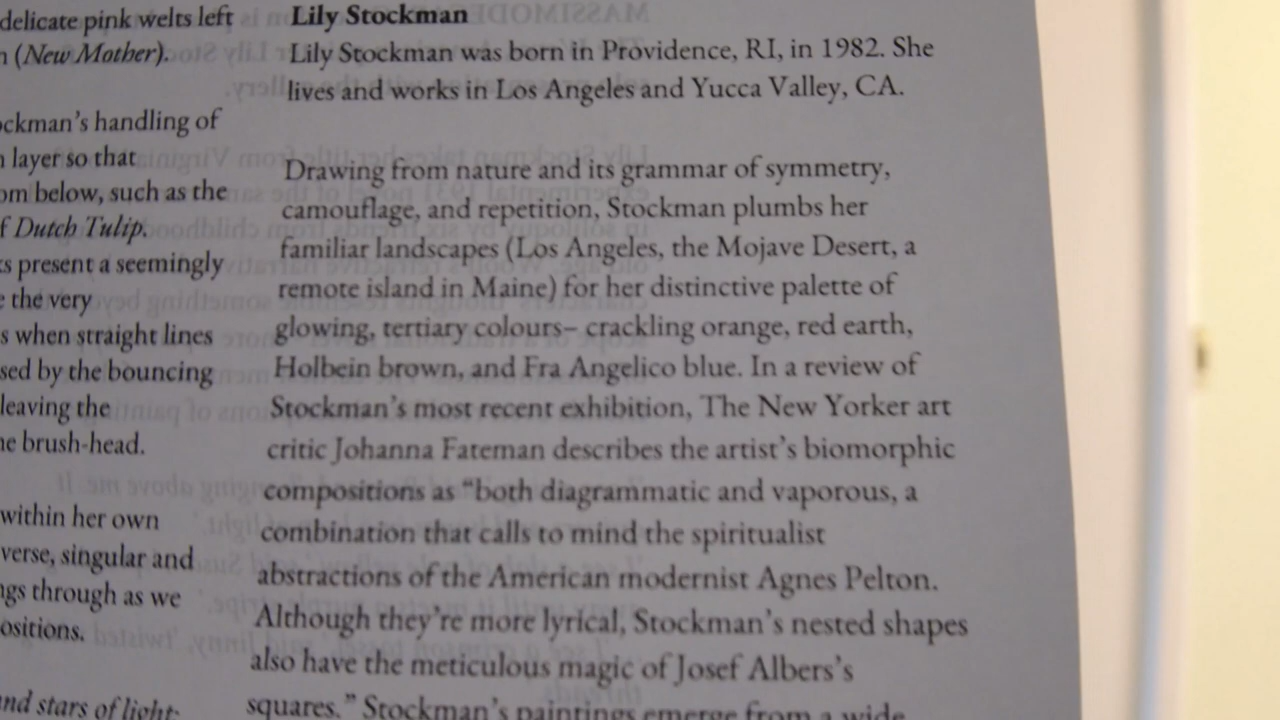 delicate pink welts left
(New Mother).
ockman's handling of
layer so that
om below, such as the
f Dutch Tulip.
ts present a seemingly
e the very
s when straight lines
sed by the bouncing
leaving the
ne brush-head.
within her own
verse, singular and
ngs through as we
ositions.
and stars of light-
Lily Stockman
Lily Stockman was born in Providence, RI, in 1982. She
lives and works in Los Angeles and Yucca Valley, CA.
Drawing from nature and its grammar of symmetry,
camouflage, and repetition, Stockman plumbs her
familiar landscapes (Los Angeles, the Mojave Desert, a
remote island in Maine) for her distinctive palette of
glowing, tertiary colours– crackling orange, red earth,
Holbein brown, and Fra Angelico blue. In a review of
Stockman's most recent exhibition, The New Yorker art
critic Johanna Fateman describes the artist's biomorphic
compositions as "both diagrammatic and vaporous, a
combination that calls to mind the spiritualist
abstractions of the American modernist Agnes Pelton.
Although they're more lyrical, Stockman's nested shapes
also have the meticulous magic of Josef Albers's
squares." Stockman's paintings emerge from a wide